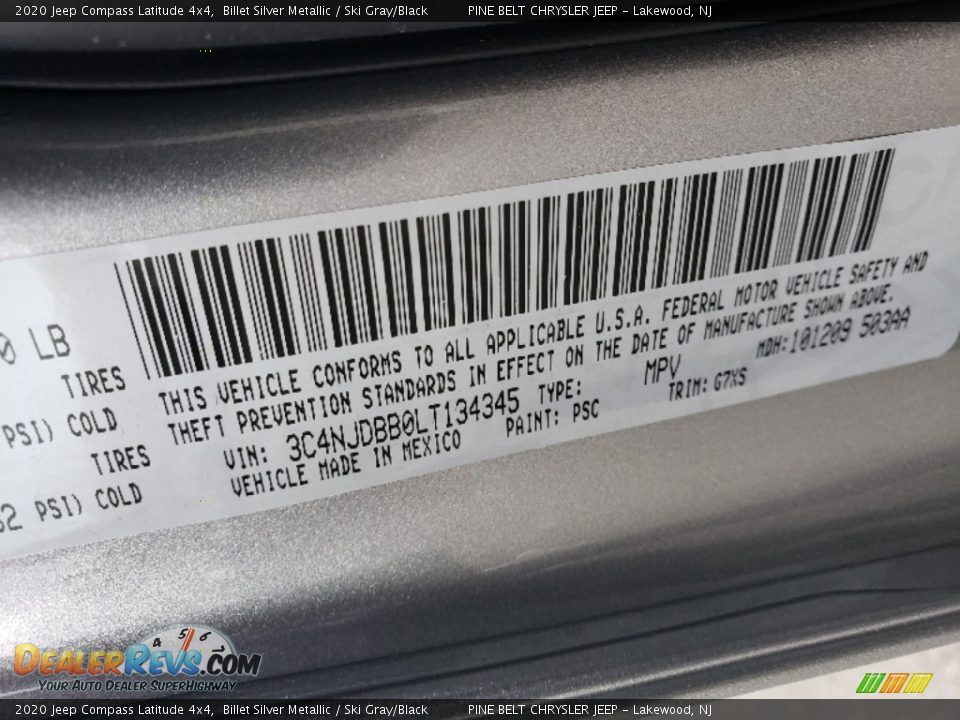 2020 Jeep Compass Latitude 4x4, Billet Silver Metallic / Ski Gray/Black PINE BELT CHRYSLER JEEP - Lakewood, NJ
LB
TIRES
PSI) COLD
TIRES
PSI) COLD
THIS VEHICLE CONFORMS TO ALL APPLICABLE U.S.A. FEDERAL MOTOR VEHICLE SAFETY AND
THEFT PREVENTION STANDARDS IN EFFECT ON THE DATE OF MANUFACTURE SHOWN ABOVE.
VIN: 3C4NJDBB0LT134345 TYPE: MPV MDH: 101209 503AA
VEHICLE MADE IN MEXICO PAINT: PSC TRIM: G7XS
4 5 6
DEALERREVS.COM
YOUR AUTO DEALER SUPERHIGHWAY
2020 Jeep Compass Latitude 4x4, Billet Silver Metallic / Ski Gray/Black PINE BELT CHRYSLER JEEP - Lakewood, NJ